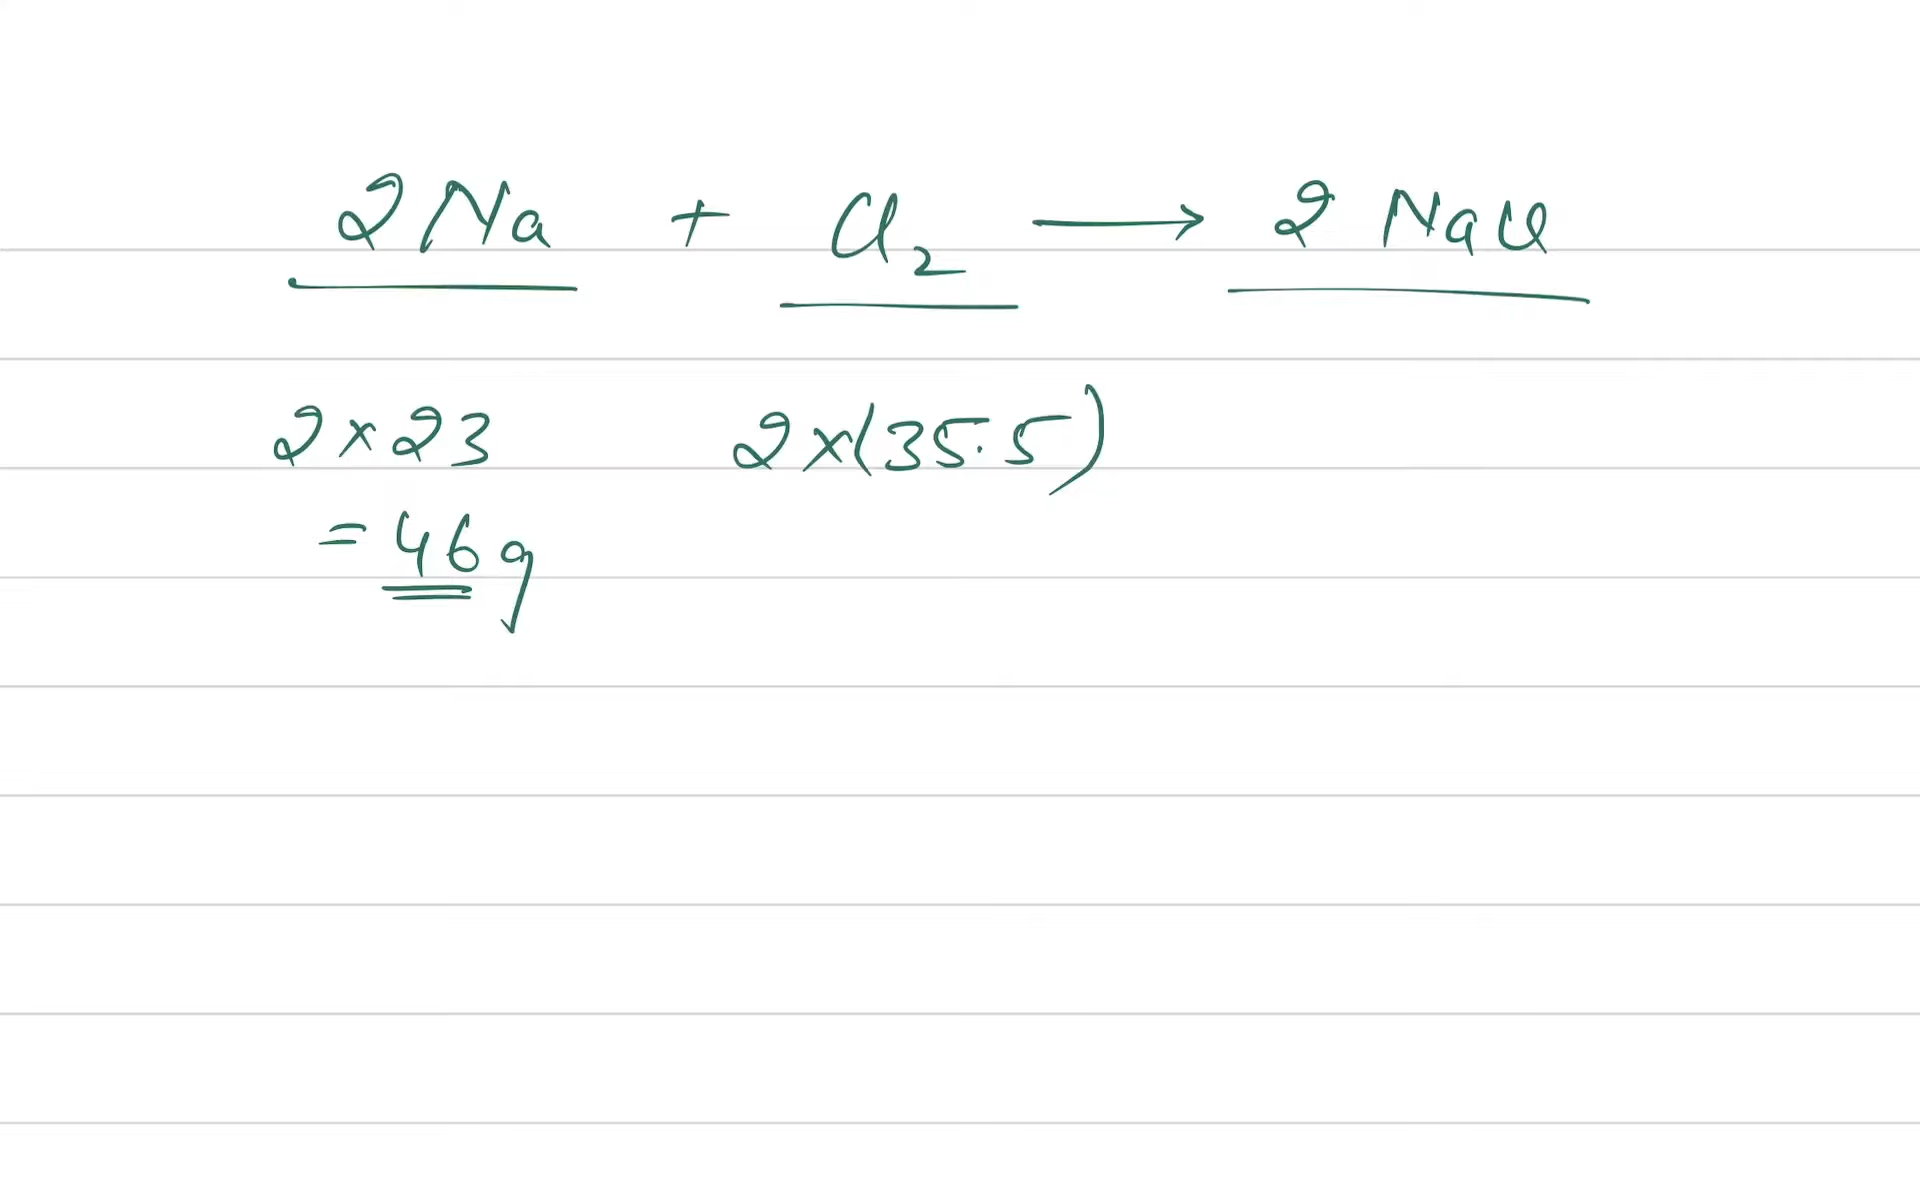 2Na + Cl₂ ⟶ 2 NaCl
2×23 2×(35.5)
= 46g